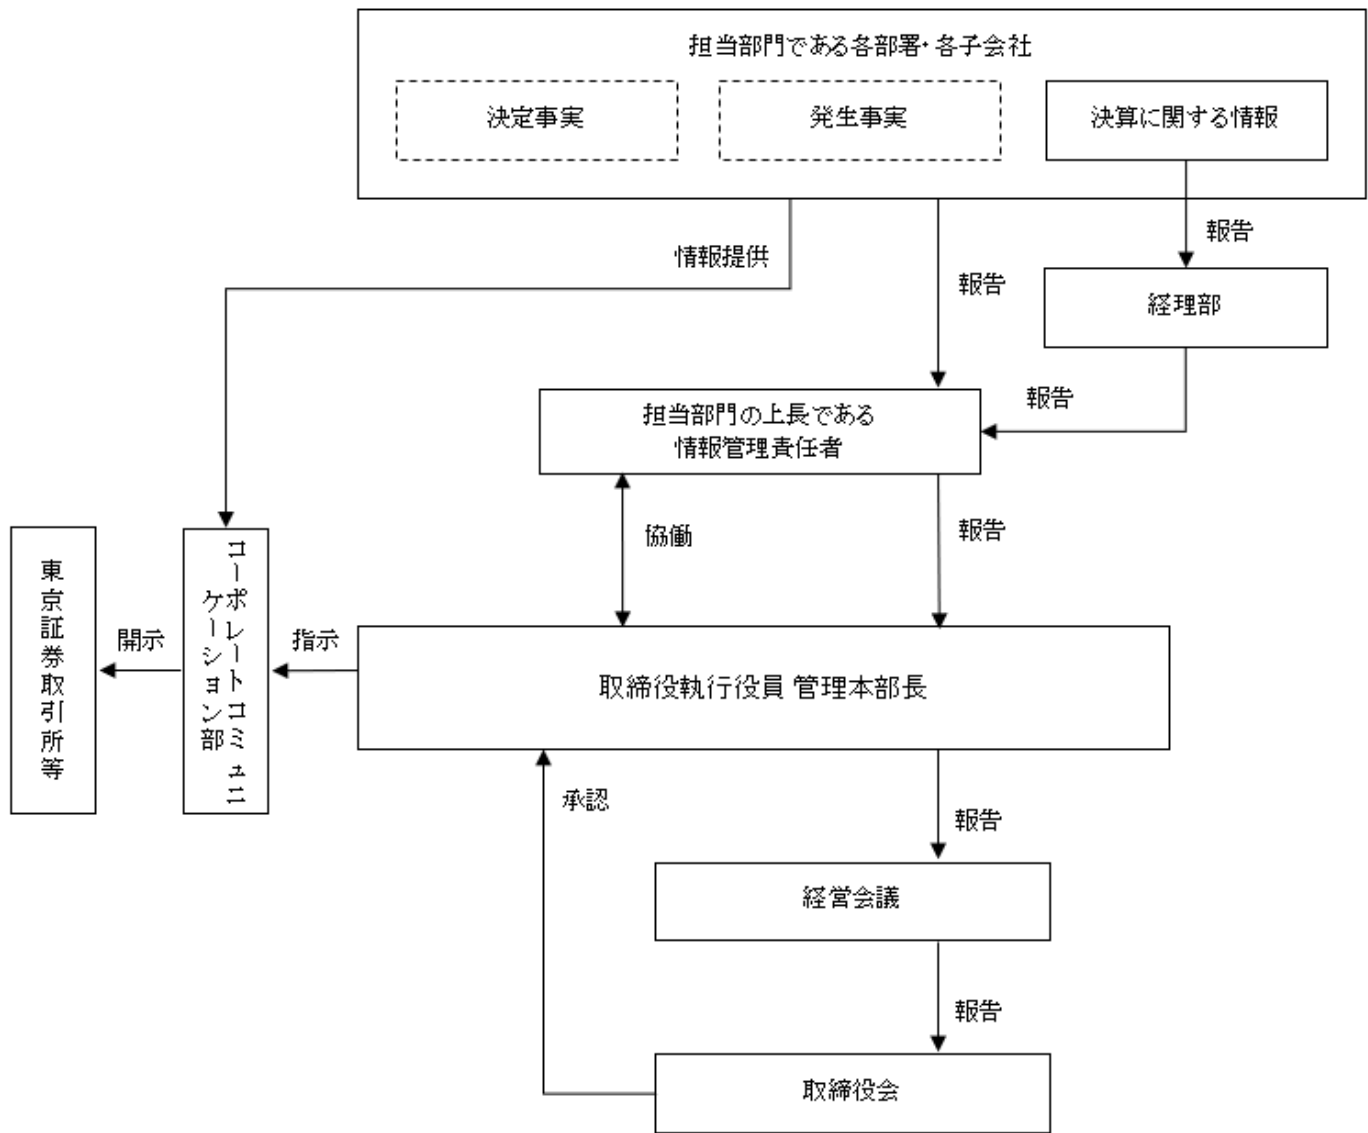 担当部門である各部署・各子会社
決定事実
発生事実
決算に関する情報
報告
情報提供
報告
経理部
報告
担当部門の上長である
情報管理責任者
協働
報告
東京証券取引所等
開示
コーポレートコミュニ
ケーション部
指示
取締役執行役員 管理本部長
承認
報告
経営会議
報告
取締役会